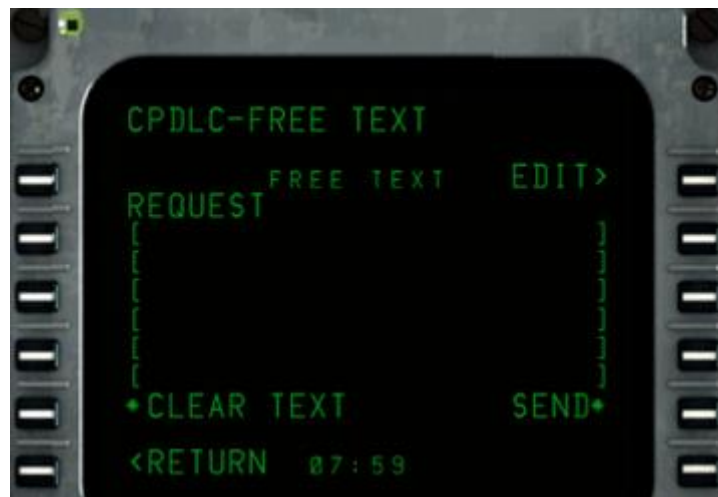 CPDLC-FREE TEXT
FREE TEXT EDIT>
REQUEST
[ ]
[ ]
[ ]
[ ]
[ ]
[ ]
*CLEAR TEXT SEND*
<RETURN 07:59